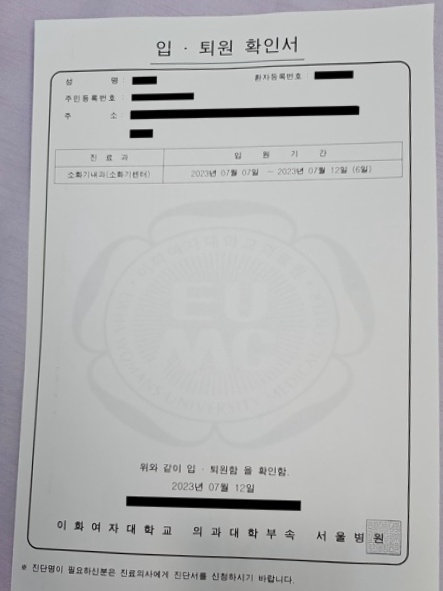 입 · 퇴원 확인서
성 명
환자등록번호 :
주민등록번호 :
주 소
진 료 과 입 원 기 간
소화기내과(소화기센터) 2023년 07월 07일 ~ 2023년 07월 12일 (6일)
EU
MC
위와 같이 입 · 퇴원함 을 확인함.
2023년 07월 12일
이 화 여 자 대 학 교 의 과 대 학 부 속 서 울 병 원
※ 진단명이 필요하신분은 진료의사에게 진단서를 신청하시기 바랍니다.